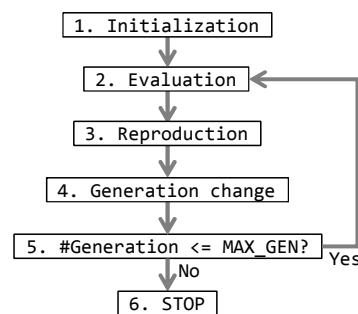 1. Initialization
2. Evaluation
3. Reproduction
4. Generation change
5. #Generation <= MAX_GEN?
Yes
No
6. STOP